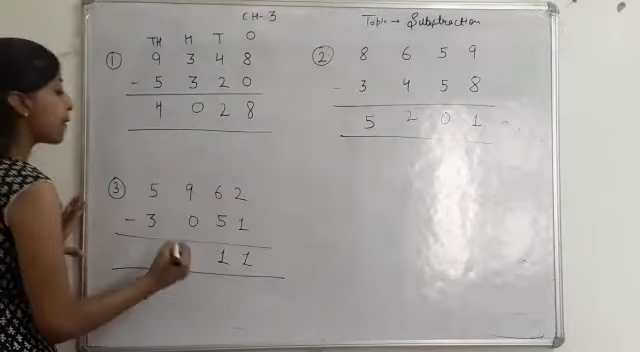 CH-3
Topic → Subtraction
TH H T O
① 9 3 4 8
- 5 3 2 0
4 0 2 8
② 8 6 5 9
- 3 4 5 8
5 2 0 1
③ 5 9 6 2
- 3 0 5 1
1 1